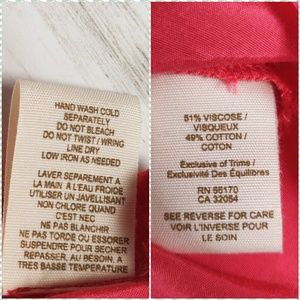 HAND WASH COLD
SEPARATELY
DO NOT BLEACH
DO NOT TWIST / WRING
LINE DRY
LOW IRON AS NEEDED
LAVER SEPAREMENT A
LA MAIN À L'EAU FROIDE
UTILISER UN JAVELLISANT
NON CHLORE QUAND
C'EST NEC
NE PAS BLANCHIR
NE PAS TORDO OU ESSORER
SUSPENDRE POUR SECHER
REPASSER, AU BESOIN, À
TRES BASSE TEMPERATURE
51% VISCOSE /
VISQUEUX
49% COTTON /
COTON
Exclusive of Trims /
Exclusivité Des Équilibres
RN 66170
CA 32054
SEE REVERSE FOR CARE
VOIR L'INVERSE POUR
LE SOIN